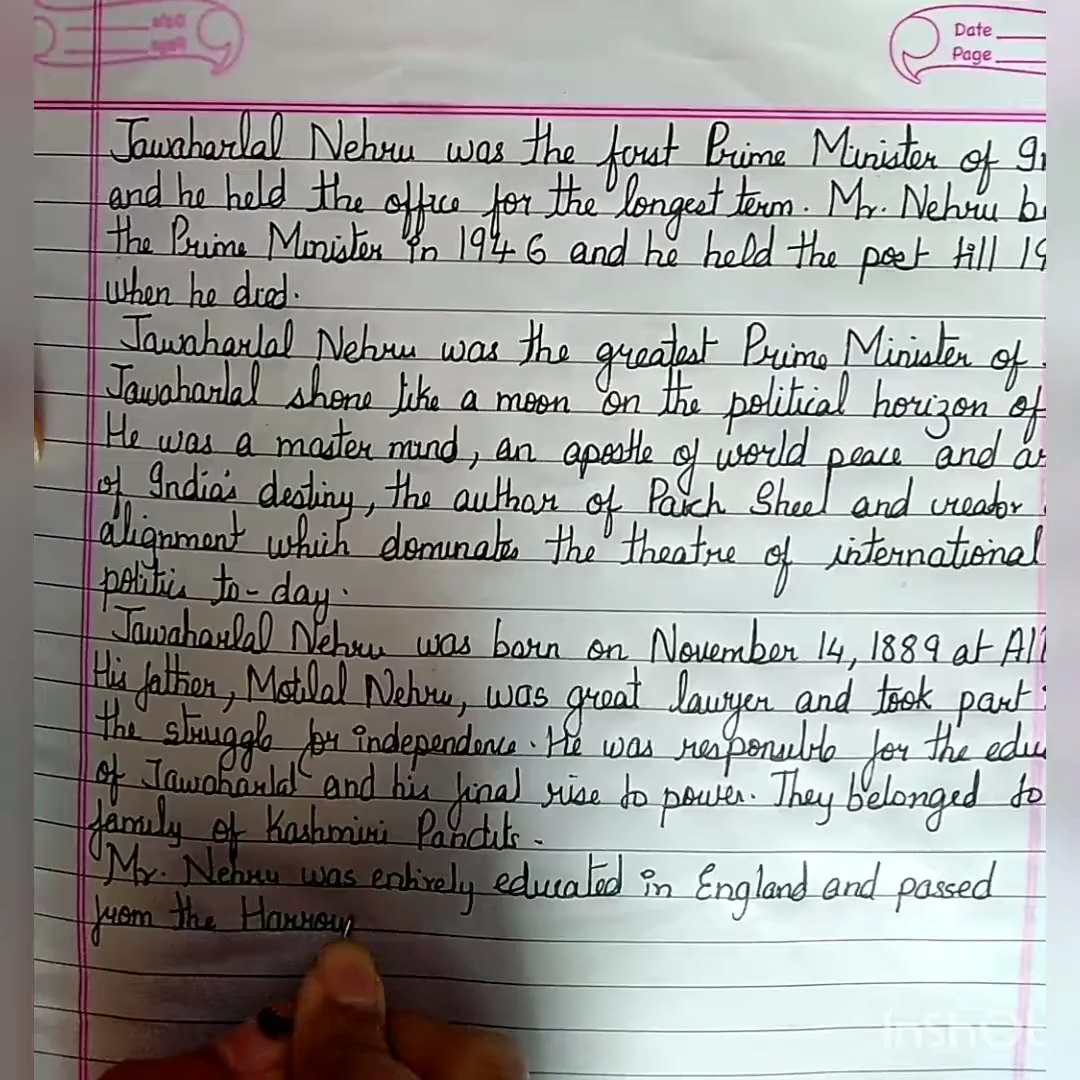 Date
Page
Jawaharlal Nehru was the first Prime Minister of
and he held the office for the longest term. Mr. Nehru
the Prime Minister in 1946 and he held the post till 19
when he died.
Jawaharlal Nehru was the greatest Prime Minister of
Jawaharlal shone like a moon on the political horizon of
He was a master mind, an apostle of world peace and
of India's destiny, the author of Panch Sheel and creator
alignment which dominates the theatre of international
politics to-day.
Jawaharlal Nehru was born on November 14, 1889 at All
His father, Motilal Nehru, was great lawyer and took part
the struggle for independence. He was responsible for the edu
of Jawaharlal and his final rise to power. They belonged to
family of Kashmiri Pandits.
Mr. Nehru was entirely educated in England and passed
from the Harrow
InShOt